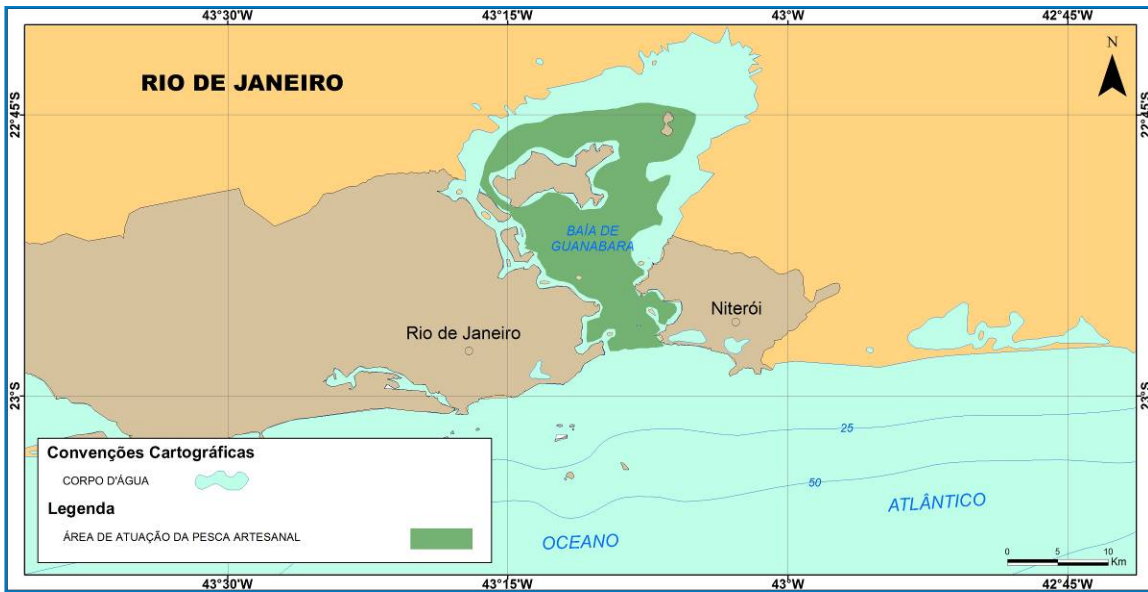 43°30'W 43°15'W 43°W 42°45'W
N
RIO DE JANEIRO
22°45'S 22°45'S
BAÍA DE
GUANABARA
Niterói
Rio de Janeiro
23°S 23°S
25
Convenções Cartográficas
CORPO D'ÁGUA
50
ATLÂNTICO
Legenda
ÁREA DE ATUAÇÃO DA PESCA ARTESANAL
OCEANO
0 5 10
Km
43°30'W 43°15'W 43°W 42°45'W